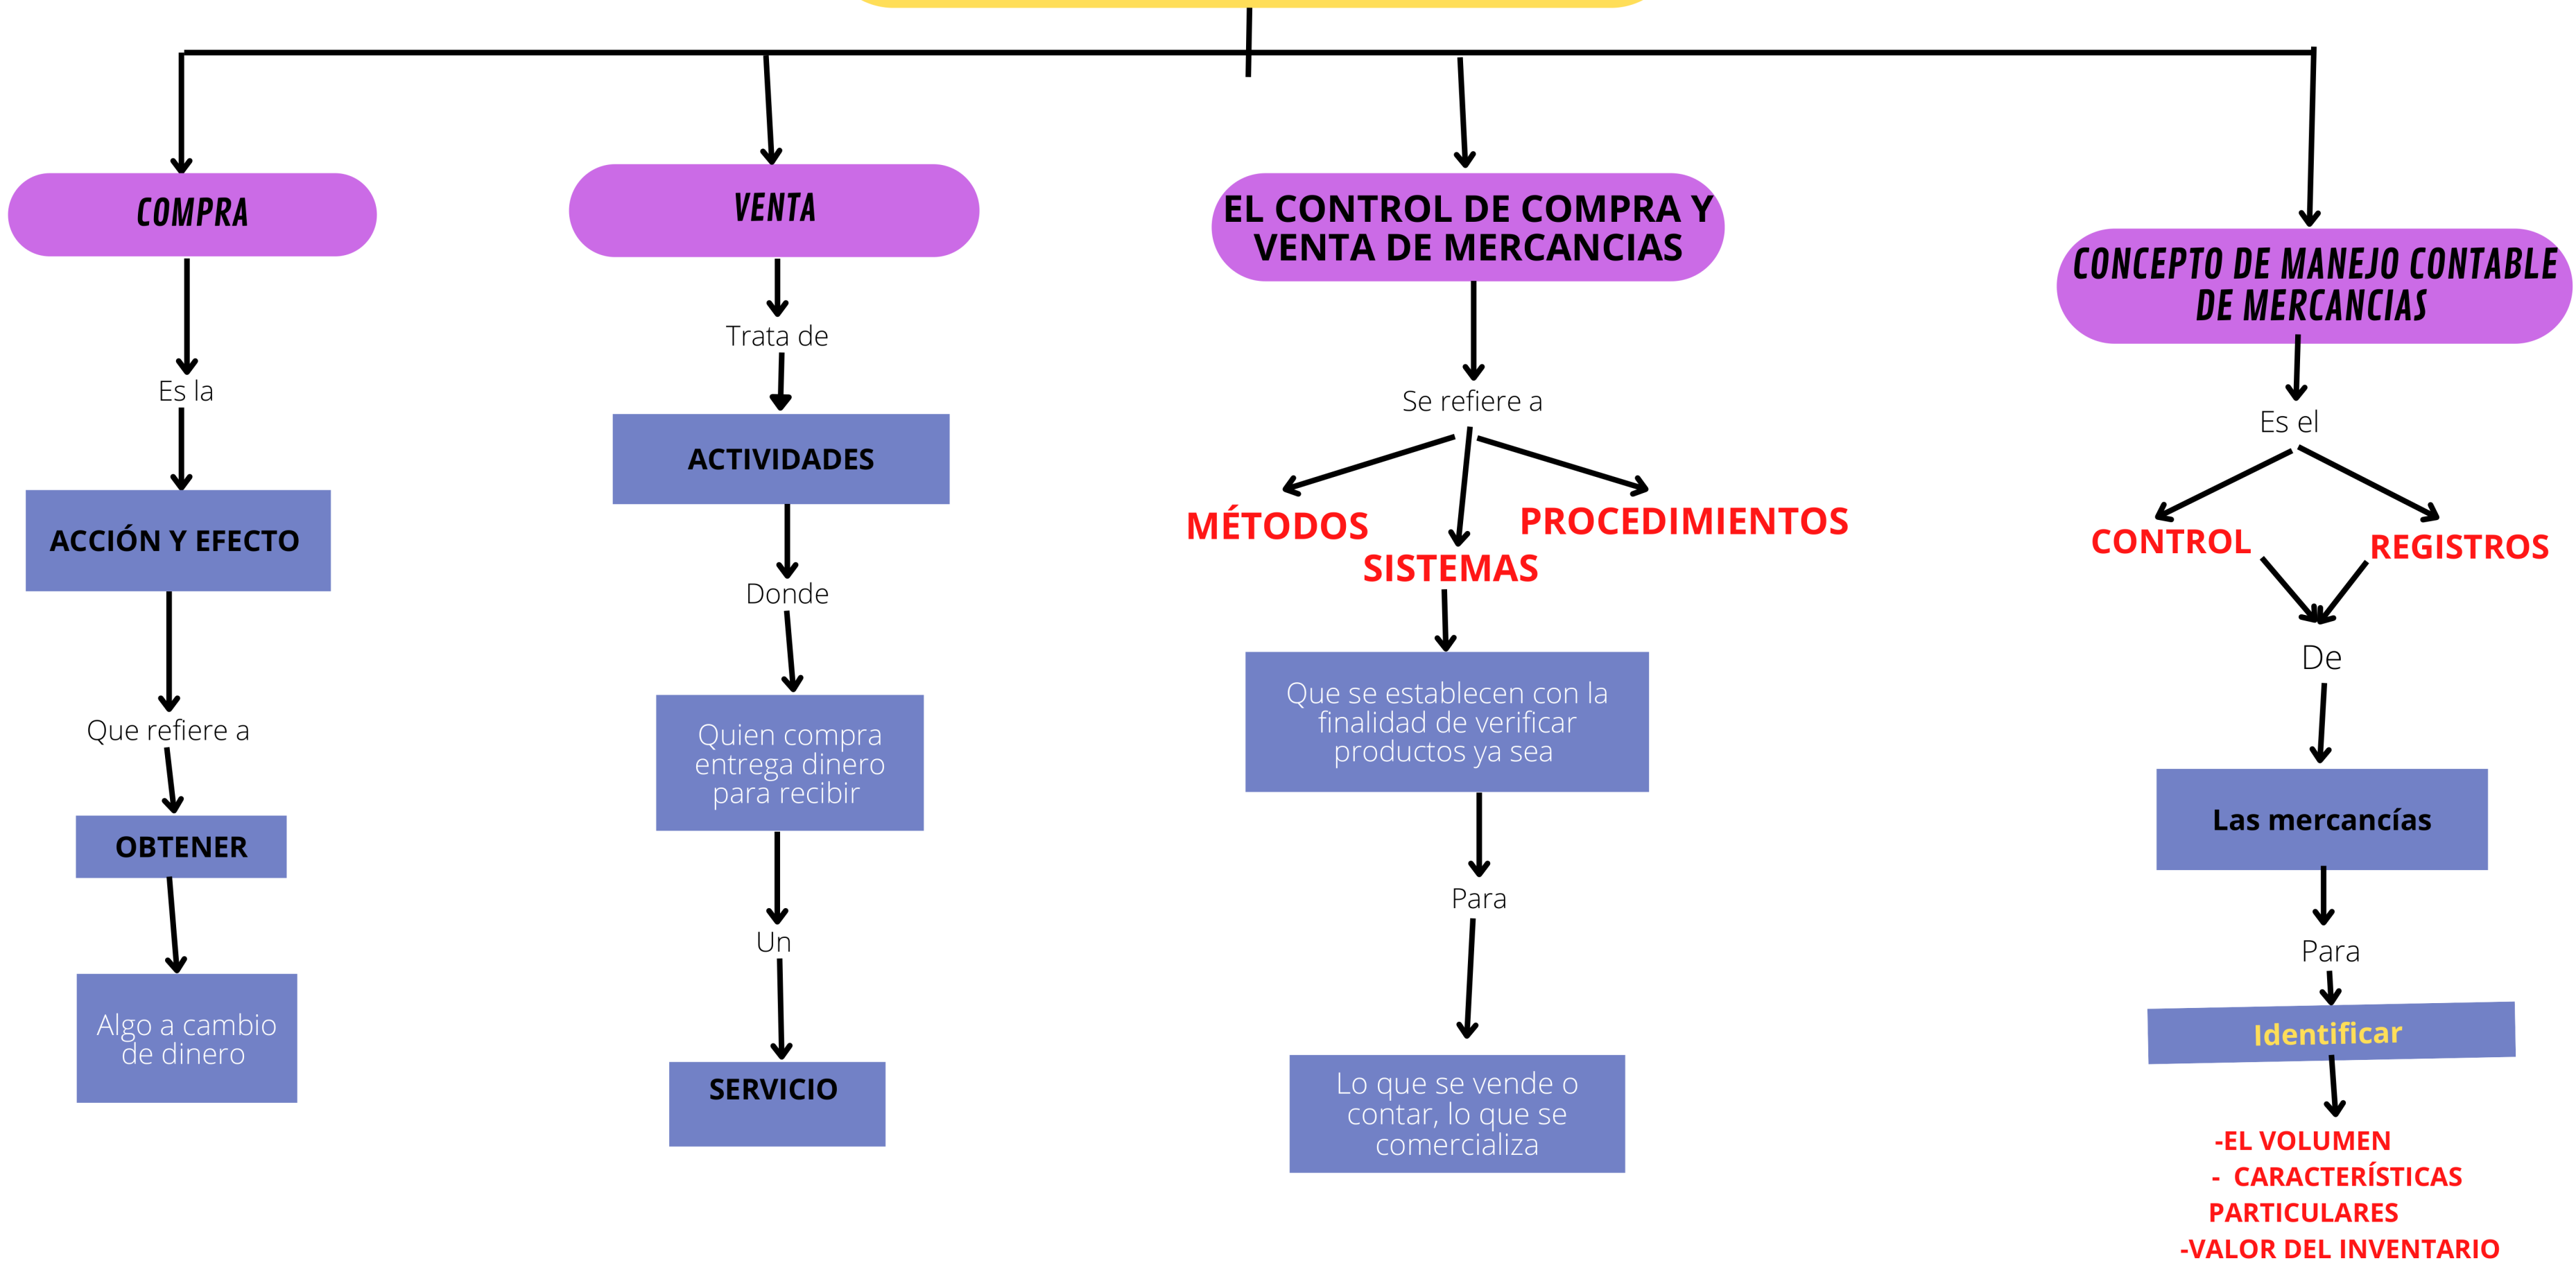 COMPRA
Es la
ACCIÓN Y EFECTO
Que refiere a
OBTENER
Algo a cambio
de dinero
VENTA
Trata de
ACTIVIDADES
Donde
Quien compra
entrega dinero
para recibir
Un
SERVICIO
EL CONTROL DE COMPRA Y
VENTA DE MERCANCIAS
Se refiere a
MÉTODOS
SISTEMAS
PROCEDIMIENTOS
Que se establecen con la
finalidad de verificar
productos ya sea
Para
Lo que se vende o
contar, lo que se
comercializa
CONCEPTO DE MANEJO CONTABLE
DE MERCANCIAS
Es el
CONTROL
REGISTROS
De
Las mercancías
Para
Identificar
-EL VOLUMEN
- CARACTERÍSTICAS
PARTICULARES
-VALOR DEL INVENTARIO